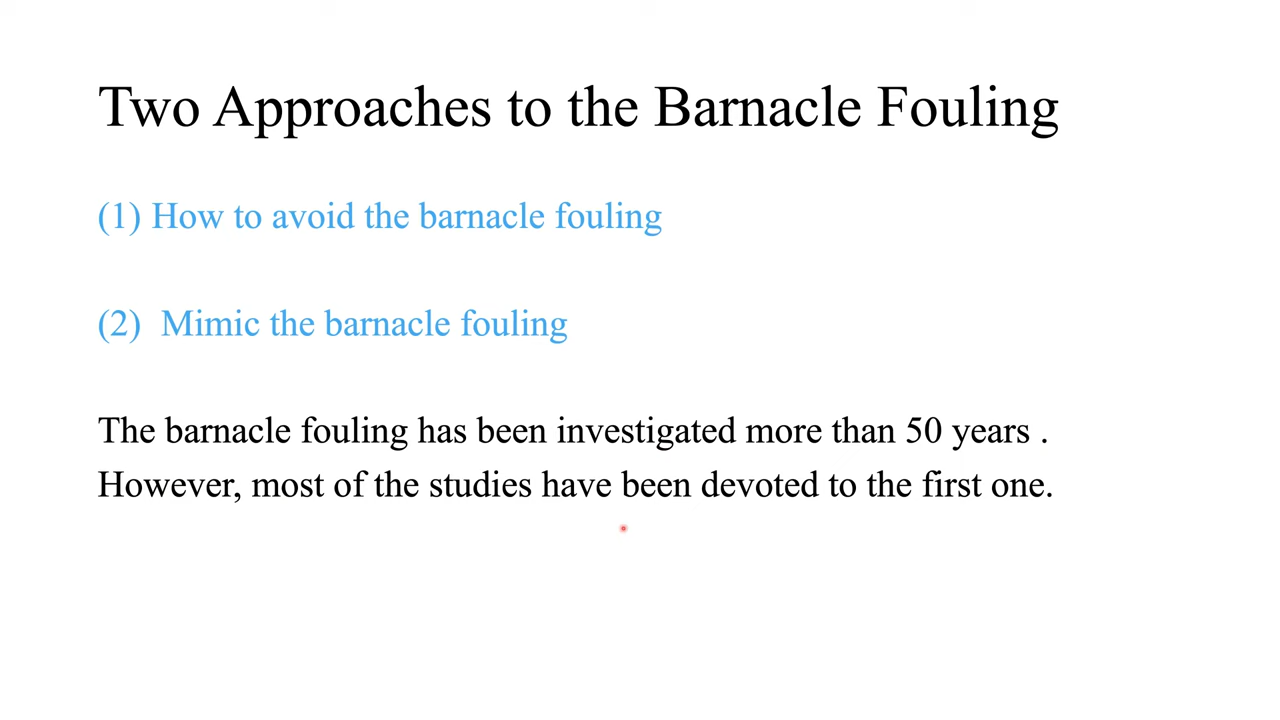 Two Approaches to the Barnacle Fouling
(1) How to avoid the barnacle fouling
(2)  Mimic the barnacle fouling
The barnacle fouling has been investigated more than 50 years .
However, most of the studies have been devoted to the first one.